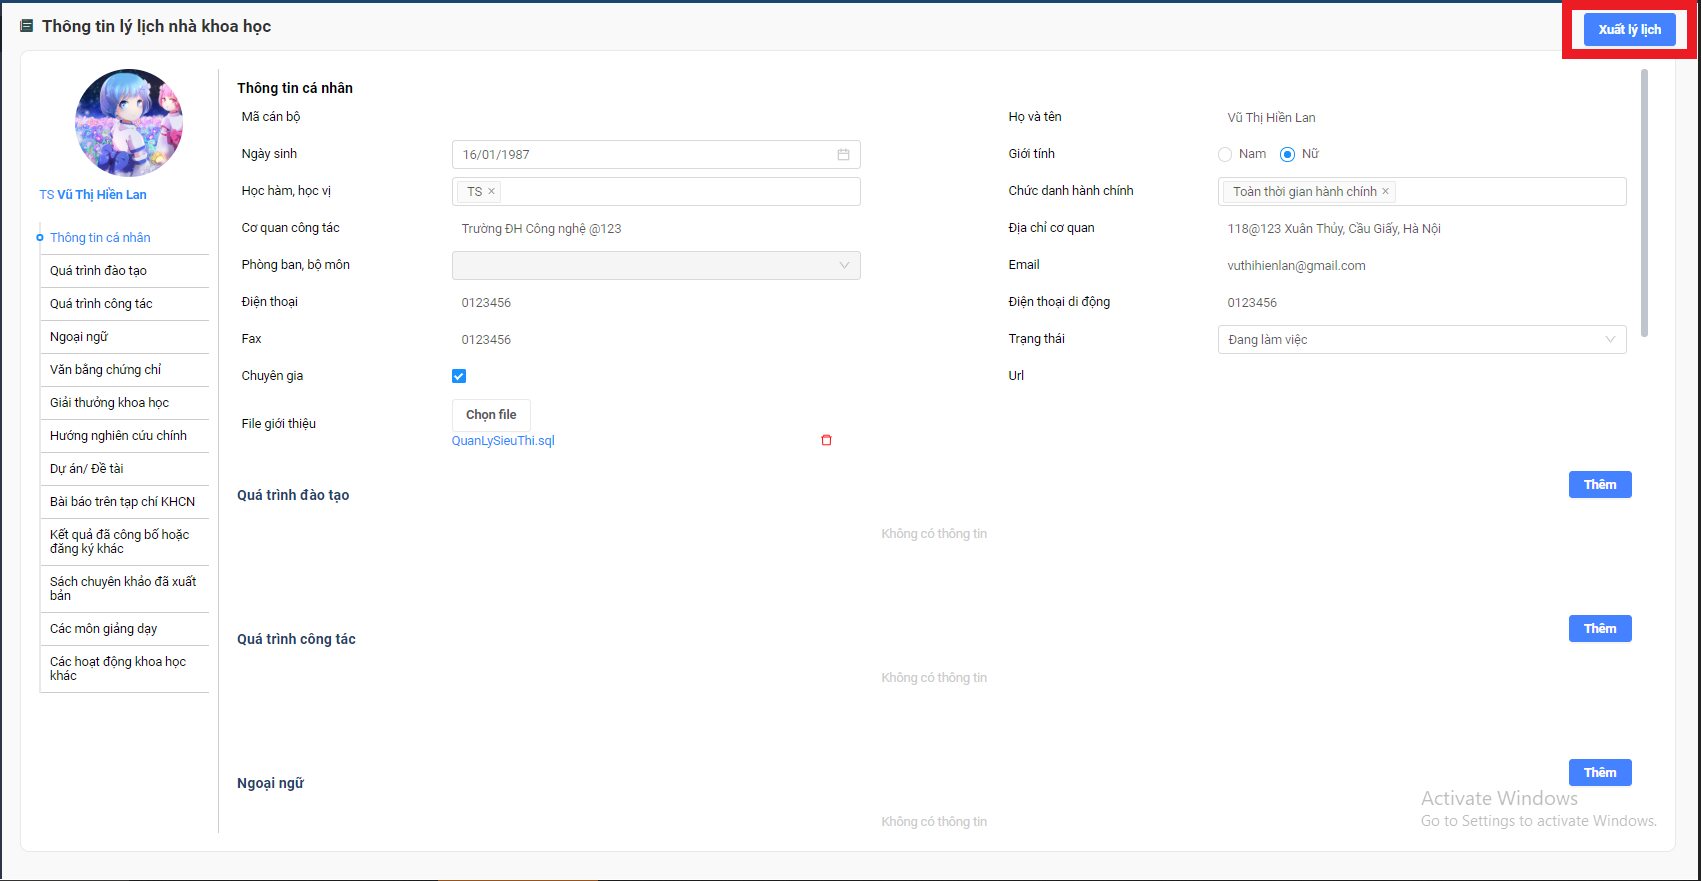 Thông tin lý lịch nhà khoa học
Xuất lý lịch
TS Vũ Thị Hiền Lan
Thông tin cá nhân
Quá trình đào tạo
Quá trình công tác
Ngoại ngữ
Văn bằng chứng chỉ
Giải thưởng khoa học
Hướng nghiên cứu chính
Dự án/ Đề tài
Bài báo trên tạp chí KHCN
Kết quả đã công bố hoặc
đăng ký khác
Sách chuyên khảo đã xuất
bản
Các môn giảng dạy
Các hoạt động khoa học
khác
Thông tin cá nhân
Mã cán bộ
Họ và tên Vũ Thị Hiền Lan
Ngày sinh 16/01/1987
Giới tính Nam Nữ
Học hàm, học vị TS ×
Chức danh hành chính Toàn thời gian hành chính ×
Cơ quan công tác Trường ĐH Công nghệ @123
Địa chỉ cơ quan 118@123 Xuân Thủy, Cầu Giấy, Hà Nội
Phòng ban, bộ môn
Email vuthihienlan@gmail.com
Điện thoại 0123456
Điện thoại di động 0123456
Fax 0123456
Trạng thái Đang làm việc
Chuyên gia
Url
File giới thiệu Chọn file
QuanLySieuThi.sql
Quá trình đào tạo Thêm
Không có thông tin
Quá trình công tác Thêm
Không có thông tin
Ngoại ngữ Thêm
Không có thông tin
Activate Windows
Go to Settings to activate Windows.